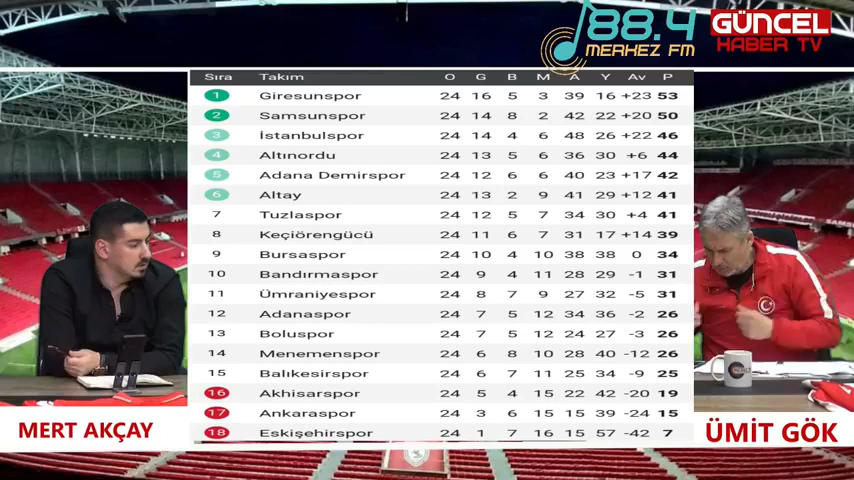 88.4
MERKEZ FM
GÜNCEL
HABER TV
Sıra Takım O G B M A Y Av P
1 Giresunspor 24 16 5 3 39 16 +23 53
2 Samsunspor 24 14 8 2 42 22 +20 50
3 İstanbulspor 24 14 4 6 48 26 +22 46
4 Altınordu 24 13 5 6 36 30 +6 44
5 Adana Demirspor 24 12 6 6 40 23 +17 42
6 Altay 24 13 2 9 41 29 +12 41
7 Tuzlaspor 24 12 5 7 34 30 +4 41
8 Keçiörengücü 24 11 6 7 31 17 +14 39
9 Bursaspor 24 10 4 10 38 38 0 34
10 Bandırmaspor 24 9 4 11 28 29 -1 31
11 Ümraniyespor 24 8 7 9 27 32 -5 31
12 Adanaspor 24 7 5 12 34 36 -2 26
13 Boluspor 24 7 5 12 24 27 -3 26
14 Menemenspor 24 6 8 10 28 40 -12 26
15 Balıkesirspor 24 6 7 11 25 34 -9 25
16 Akhisarspor 24 5 4 15 22 42 -20 19
17 Ankaraspor 24 3 6 15 15 39 -24 15
18 Eskişehirspor 24 1 7 16 15 57 -42 7
MERT AKÇAY
ÜMİT GÖK